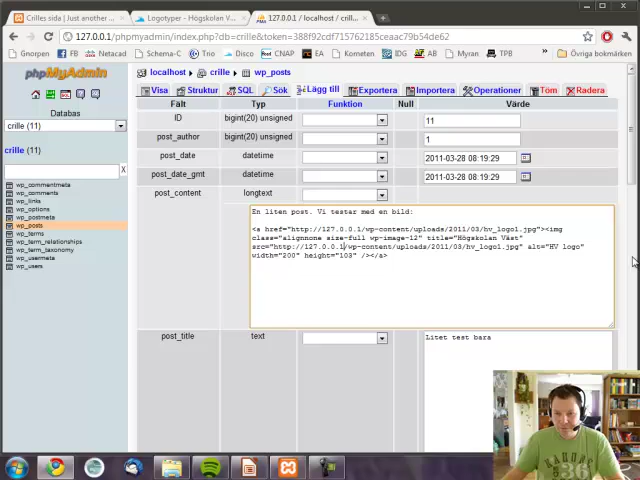 Crilles sida | Just another ...
Logotyper - Högskolan V...
127.0.0.1 / localhost / crille...
127.0.0.1/phpmyadmin/index.php?db=crille&token=388f92cdf715762185ceaac79b54de62
Gnorpen
FB
Netflix
Schema-C
Trio
Csn
EA
Kometen
IDG
AB
Myran
TPB
Övriga bokmärken
phpMyAdmin
Databas
crille (11)
crille (11)
X
wp_commentmeta
wp_comments
wp_links
wp_options
wp_postmeta
wp_posts
wp_terms
wp_term_relationships
wp_term_taxonomy
wp_usermeta
wp_users
localhost
crille
wp_posts
Visa
Struktur
SQL
Sök
Lägg till
Exportera
Importera
Operationer
Töm
Radera
Fält Typ Funktion Null Värde
ID bigint(20) unsigned 11
post_author bigint(20) unsigned 1
post_date datetime 2011-03-28 08:19:29
post_date_gmt datetime 2011-03-28 08:19:29
post_content longtext
En liten post. Vi testar med en bild:
<a href="http://127.0.0.1/wp-content/uploads/2011/03/hv_logo1.jpg"><img
class="alignnone size-full wp-image-12" title="Högskolan Väst"
src="http://127.0.0.1/wp-content/uploads/2011/03/hv_logo1.jpg" alt="HV logo"
width="200" height="103" /></a>
post_title text
Litet test bara
36